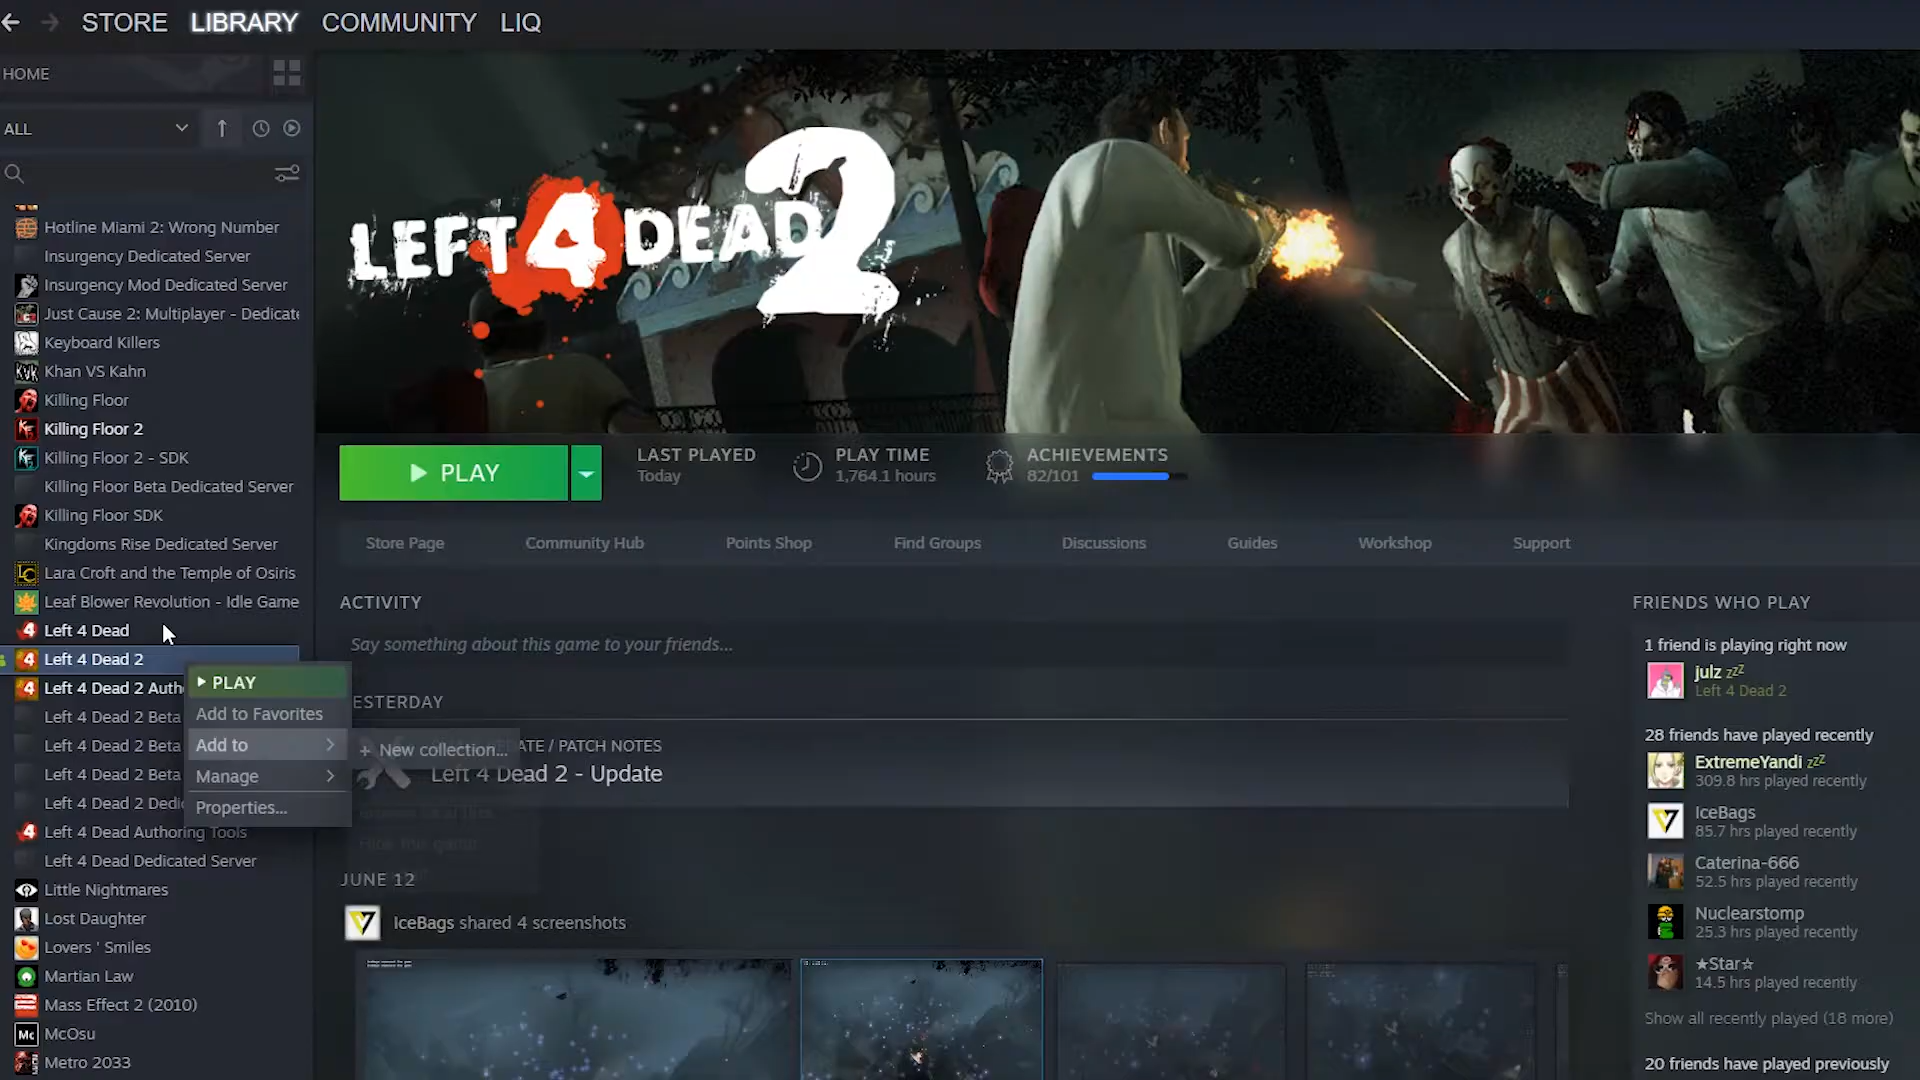 STORE LIBRARY COMMUNITY LIQ
HOME
ALL
Hotline Miami 2: Wrong Number
Insurgency Dedicated Server
Insurgency Mod Dedicated Server
Just Cause 2: Multiplayer - Dedicate
Keyboard Killers
Khan VS Kahn
Killing Floor
Killing Floor 2
Killing Floor 2 - SDK
Killing Floor Beta Dedicated Server
Killing Floor SDK
Kingdoms Rise Dedicated Server
Lara Croft and the Temple of Osiris
Leaf Blower Revolution - Idle Game
Left 4 Dead
Left 4 Dead 2
Left 4 Dead 2 Auth
Left 4 Dead 2 Beta
Left 4 Dead 2 Beta
Left 4 Dead 2 Beta
Left 4 Dead 2 Dedi
Left 4 Dead Authoring Tools
Left 4 Dead Dedicated Server
Little Nightmares
Lost Daughter
Lovers ' Smiles
Martian Law
Mass Effect 2 (2010)
McOsu
Metro 2033
PLAY
Add to Favorites
Add to
Manage
Properties...
+ New collection...
LEFT 4 DEAD 2
PLAY
LAST PLAYED
Today
PLAY TIME
1,764.1 hours
ACHIEVEMENTS
82/101
Store Page Community Hub Points Shop Find Groups Discussions Guides Workshop Support
ACTIVITY
Say something about this game to your friends...
ESTERDAY
ATE / PATCH NOTES
Left 4 Dead 2 - Update
JUNE 12
IceBags shared 4 screenshots
FRIENDS WHO PLAY
1 friend is playing right now
julz zzZ
Left 4 Dead 2
28 friends have played recently
ExtremeYandi zzZ
309.8 hrs played recently
IceBags
85.7 hrs played recently
Caterina-666
52.5 hrs played recently
Nuclearstomp
25.3 hrs played recently
★Star☆
14.5 hrs played recently
Show all recently played (18 more)
20 friends have played previously